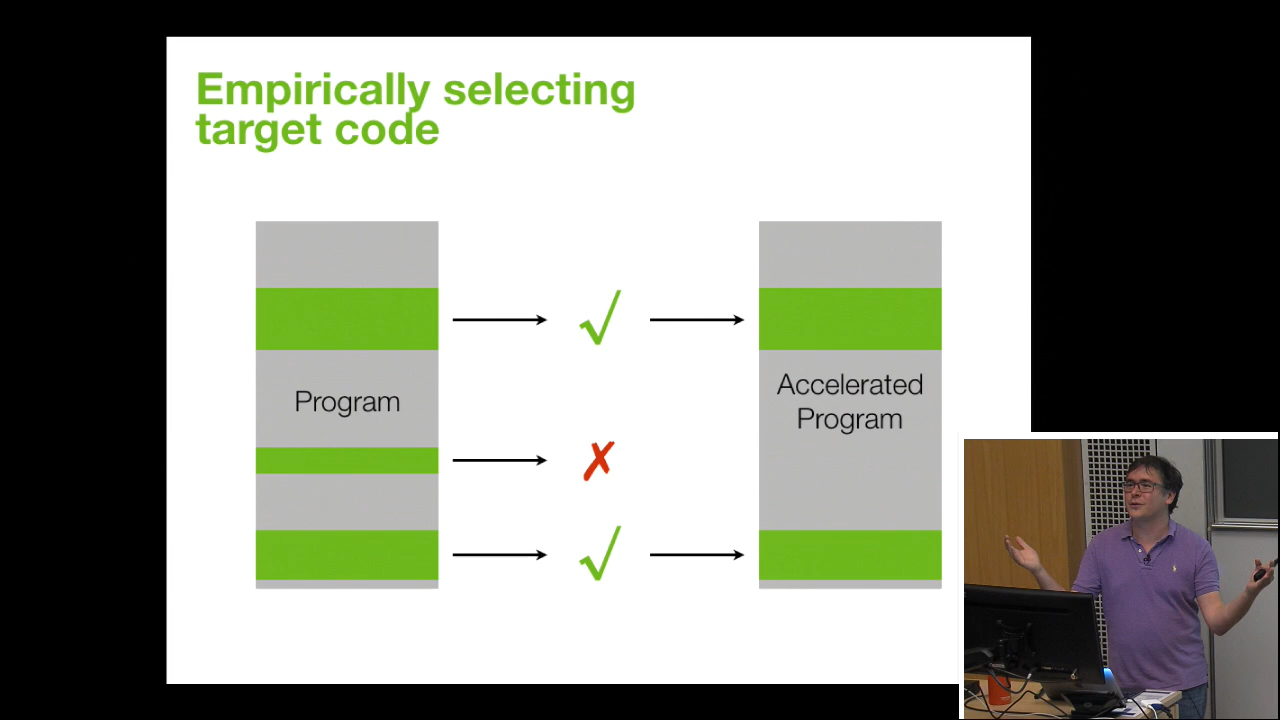 Empirically selecting
target code
Program
Accelerated
Program